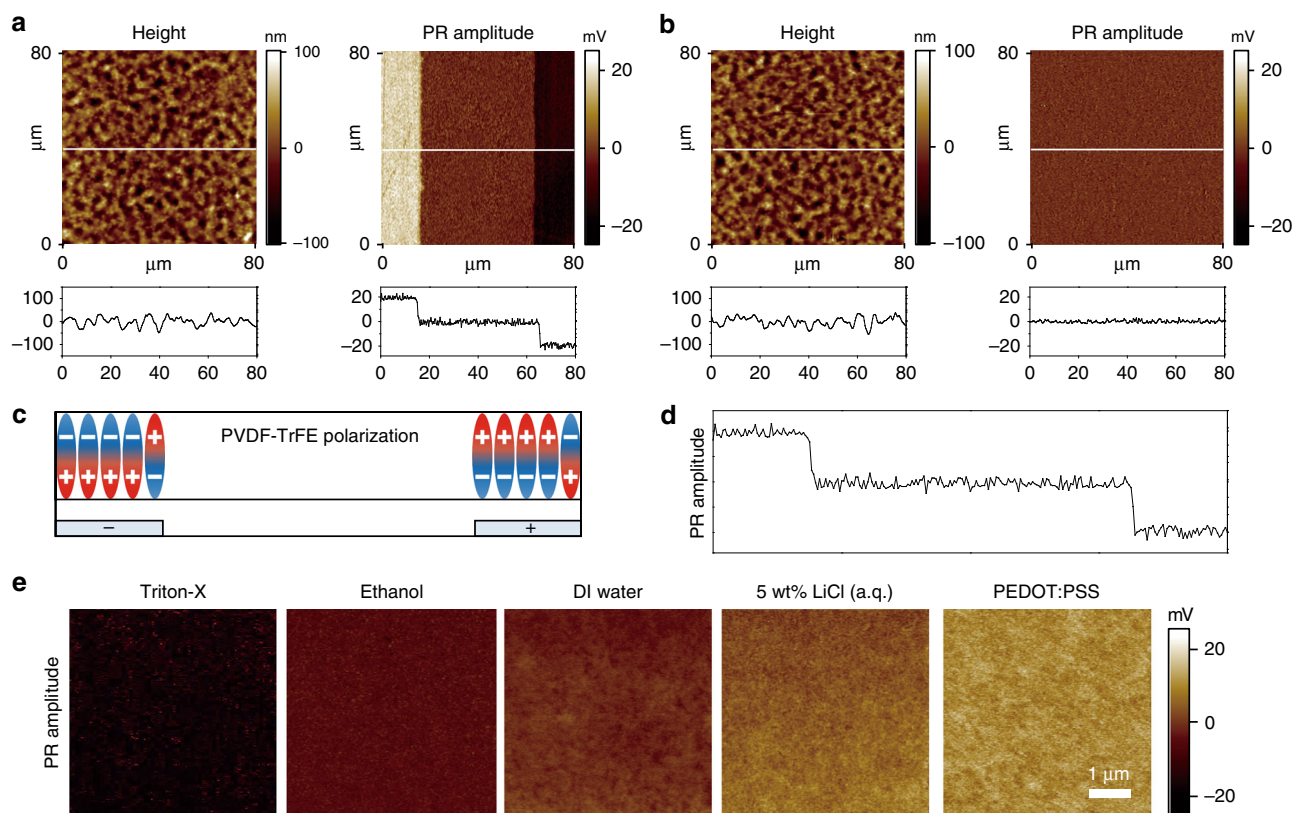 a
Height
nm
100
0
−100
80
μm
0
0
μm
80
PR amplitude
mV
20
0
−20
80
μm
0
0
μm
80
100
0
−100
0 20 40 60 80
20
0
−20
0 20 40 60 80
b
Height
nm
100
0
−100
80
μm
0
0
μm
80
PR amplitude
mV
20
0
−20
80
μm
0
0
μm
80
100
0
−100
0 20 40 60 80
20
0
−20
0 20 40 60 80
c
PVDF-TrFE polarization
− − − − +
+ + + + −
+ + + + −
− − − − +
−
+
d
PR amplitude
e
Triton-X
Ethanol
DI water
5 wt% LiCl (a.q.)
PEDOT:PSS
PR amplitude
1 μm
mV
20
0
−20